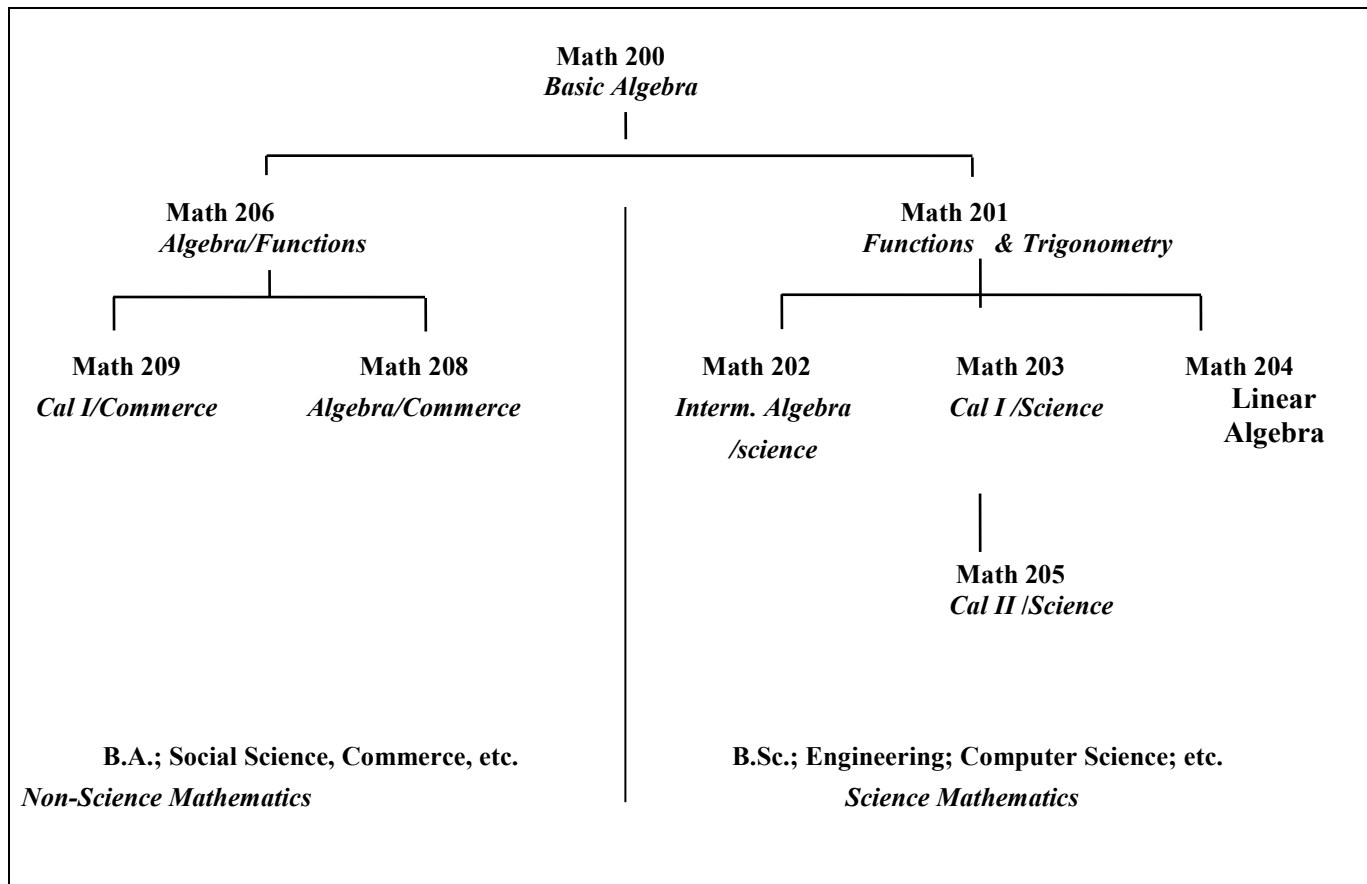 Math 200
Basic Algebra
Math 206
Algebra/Functions
Math 201
Functions & Trigonometry
Math 209
Cal I/Commerce
Math 208
Algebra/Commerce
Math 202
Interm. Algebra
/science
Math 203
Cal I /Science
Math 204
Linear
Algebra
Math 205
Cal II /Science
B.A.; Social Science, Commerce, etc.
Non-Science Mathematics
B.Sc.; Engineering; Computer Science; etc.
Science Mathematics